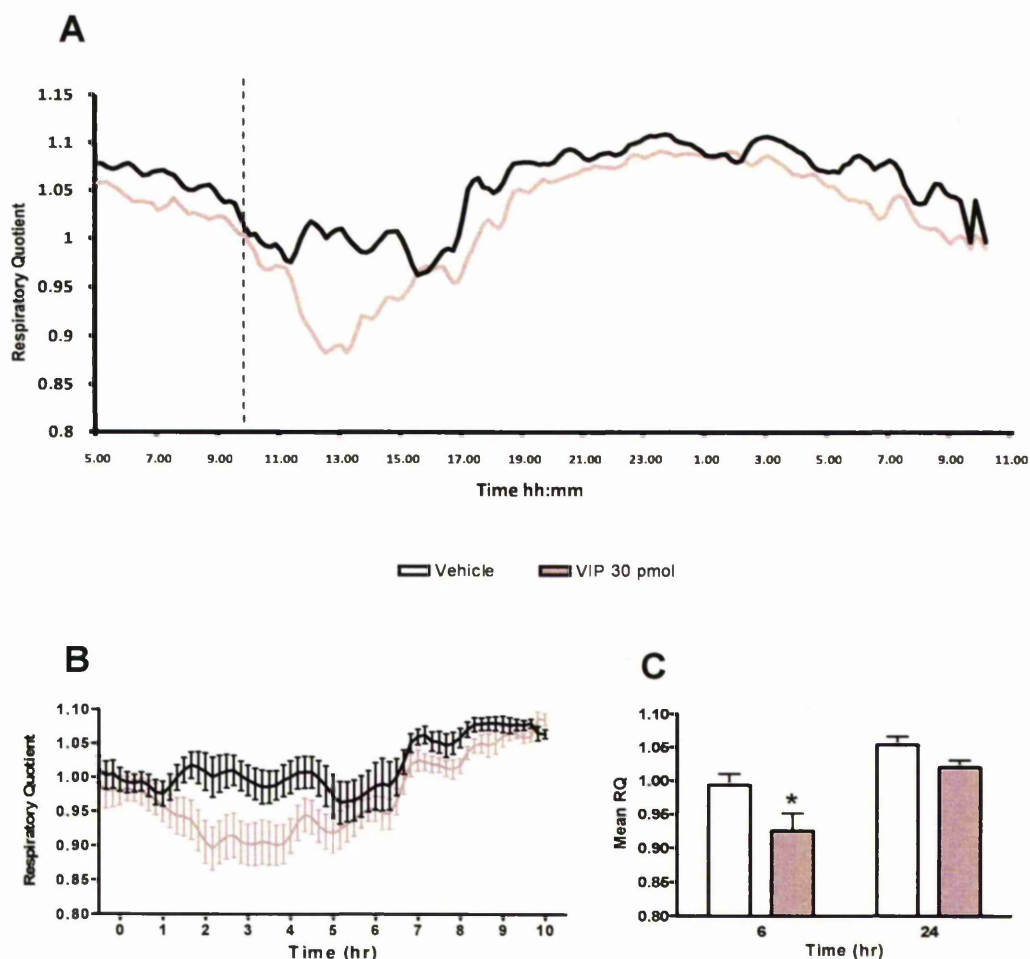 A
1.15
1.1
1.05
1
0.95
0.9
0.85
0.8
Respiratory Quotient
5.00 7.00 9.00 11.00 13.00 15.00 17.00 19.00 21.00 23.00 1.00 3.00 5.00 7.00 9.00 11.00
Time hh:mm
Vehicle VIP 30 pmol
B
1.10
1.05
1.00
0.95
0.90
0.85
0.80
Respiratory Quotient
0 1 2 3 4 5 6 7 8 9 10
Time (hr)
C
1.10
1.05
1.00
0.95
0.90
0.85
0.80
Mean RQ
*
6 24
Time (hr)